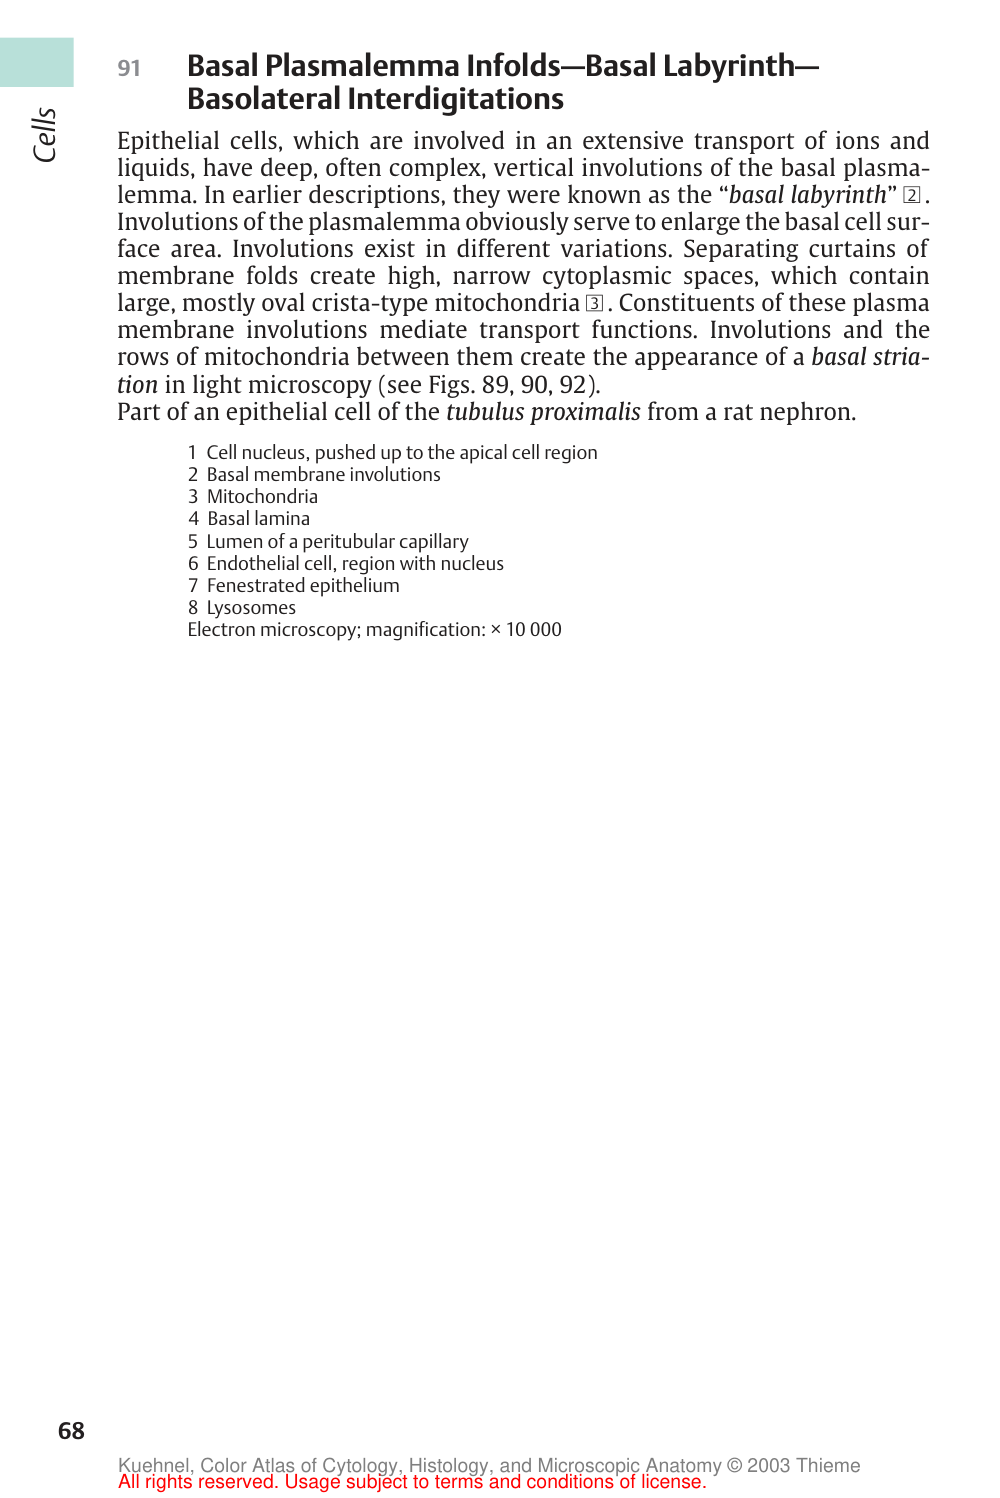 Cells
91 Basal Plasmalemma Infolds—Basal Labyrinth—
Basolateral Interdigitations
Epithelial cells, which are involved in an extensive transport of ions and
liquids, have deep, often complex, vertical involutions of the basal plasma-
lemma. In earlier descriptions, they were known as the “basal labyrinth” 2.
Involutions of the plasmalemma obviously serve to enlarge the basal cell sur-
face area. Involutions exist in different variations. Separating curtains of
membrane folds create high, narrow cytoplasmic spaces, which contain
large, mostly oval crista-type mitochondria 3. Constituents of these plasma
membrane involutions mediate transport functions. Involutions and the
rows of mitochondria between them create the appearance of a basal stria-
tion in light microscopy (see Figs. 89, 90, 92).
Part of an epithelial cell of the tubulus proximalis from a rat nephron.
1 Cell nucleus, pushed up to the apical cell region
2 Basal membrane involutions
3 Mitochondria
4 Basal lamina
5 Lumen of a peritubular capillary
6 Endothelial cell, region with nucleus
7 Fenestrated epithelium
8 Lysosomes
Electron microscopy; magnification: × 10 000
68
Kuehnel, Color Atlas of Cytology, Histology, and Microscopic Anatomy © 2003 Thieme
All rights reserved. Usage subject to terms and conditions of license.